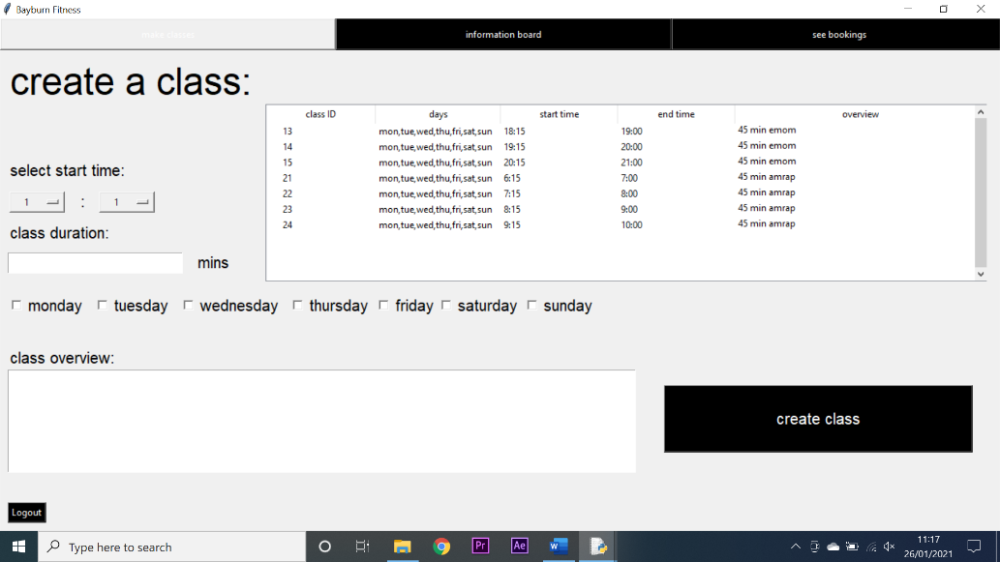 Bayburn Fitness
make classes information board see bookings
create a class:
class ID days start time end time overview
13 mon,tue,wed,thu,fri,sat,sun 18:15 19:00 45 min emom
14 mon,tue,wed,thu,fri,sat,sun 19:15 20:00 45 min emom
15 mon,tue,wed,thu,fri,sat,sun 20:15 21:00 45 min emom
21 mon,tue,wed,thu,fri,sat,sun 6:15 7:00 45 min amrap
22 mon,tue,wed,thu,fri,sat,sun 7:15 8:00 45 min amrap
23 mon,tue,wed,thu,fri,sat,sun 8:15 9:00 45 min amrap
24 mon,tue,wed,thu,fri,sat,sun 9:15 10:00 45 min amrap
select start time:
1 : 1
class duration:
mins
monday tuesday wednesday thursday friday saturday sunday
class overview:
create class
Logout
Type here to search
Pr Ae
11:17
26/01/2021